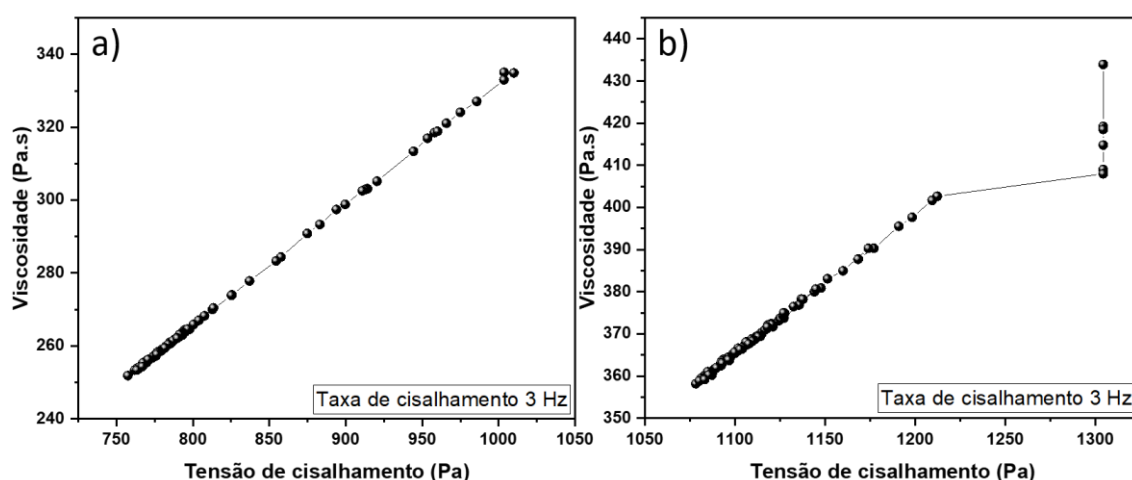 a)
Viscosidade (Pa.s)
340
320
300
280
260
240
Taxa de cisalhamento 3 Hz
750 800 850 900 950 1000 1050
Tensão de cisalhamento (Pa)
b)
Viscosidade (Pa.s)
440
430
420
410
400
390
380
370
360
350
Taxa de cisalhamento 3 Hz
1050 1100 1150 1200 1250 1300
Tensão de cisalhamento (Pa)